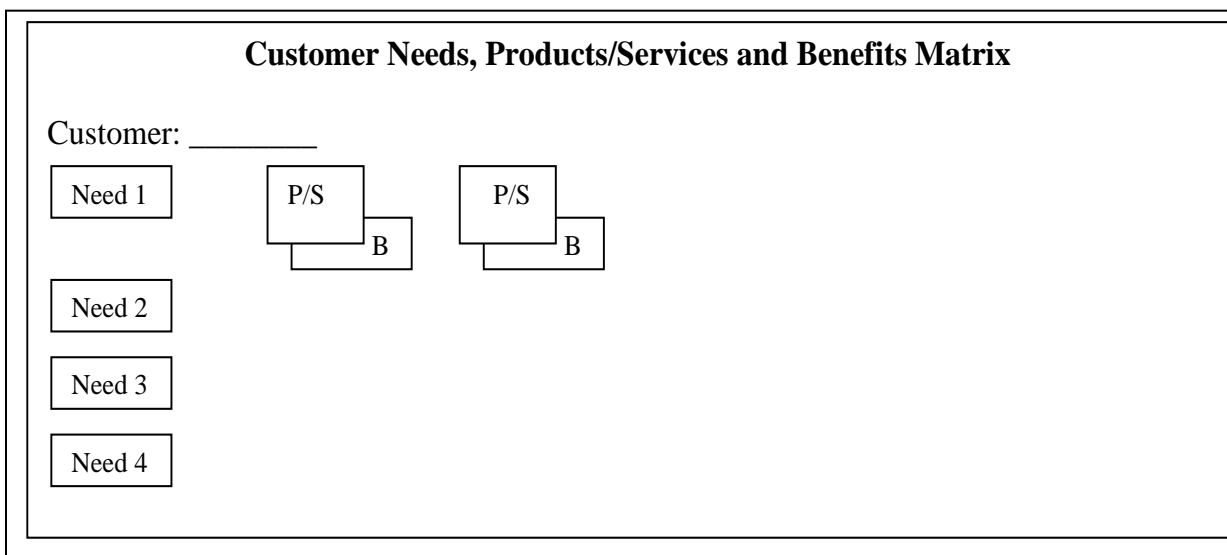 Customer Needs, Products/Services and Benefits Matrix
Customer: ________
Need 1 P/S P/S
B B
Need 2
Need 3
Need 4